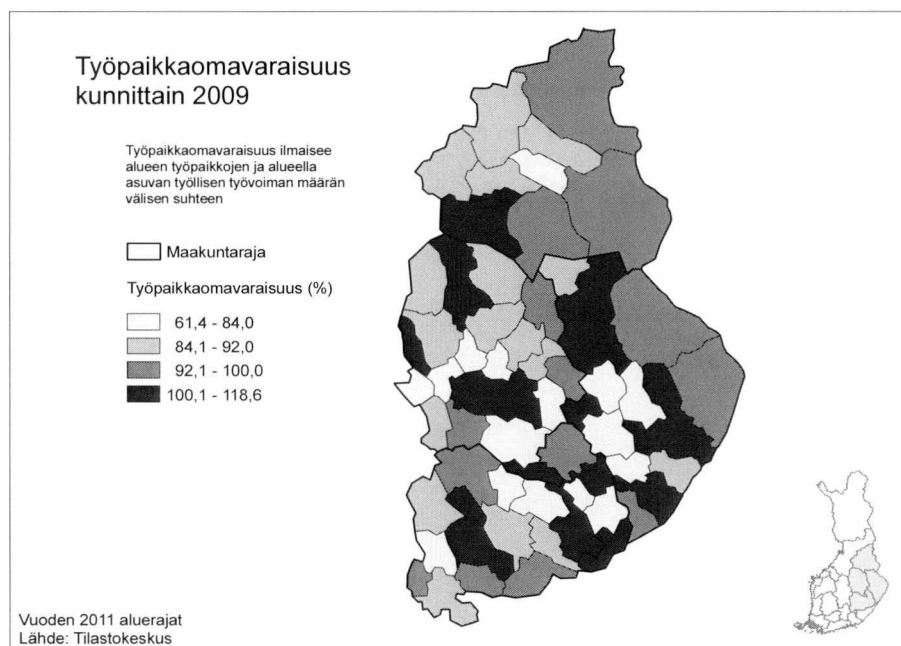 Työpaikkaomavaraisuus
kunnittain 2009
Työpaikkaomavaraisuus ilmaisee
alueen työpaikkojen ja alueella
asuvan työllisen työvoiman määrän
välisen suhteen
Maakuntaraja
Työpaikkaomavaraisuus (%)
61,4 - 84,0
84,1 - 92,0
92,1 - 100,0
100,1 - 118,6
Vuoden 2011 aluerajat
Lähde: Tilastokeskus